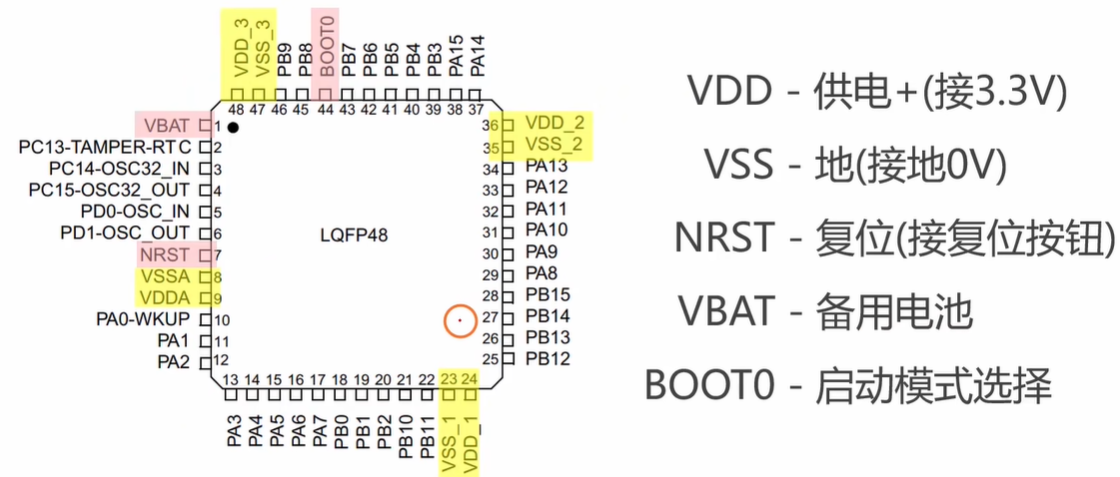 VDD_3
VSS_3
PB9
PB8
BOOT0
PB7
PB6
PB5
PB4
PB3
PA15
PA14
48 47 46 45 44 43 42 41 40 39 38 37
VBAT 1
PC13-TAMPER-RTC 2
PC14-OSC32_IN 3
PC15-OSC32_OUT 4
PD0-OSC_IN 5
PD1-OSC_OUT 6
NRST 7
VSSA 8
VDDA 9
PA0-WKUP 10
PA1 11
PA2 12
LQFP48
36 VDD_2
35 VSS_2
34 PA13
33 PA12
32 PA11
31 PA10
30 PA9
29 PA8
28 PB15
27 PB14
26 PB13
25 PB12
13 14 15 16 17 18 19 20 21 22 23 24
PA3
PA4
PA5
PA6
PA7
PB0
PB1
PB2
PB10
PB11
VSS_1
VDD_1
VDD - 供电+(接3.3V)
VSS - 地(接地0V)
NRST - 复位(接复位按钮)
VBAT - 备用电池
BOOT0 - 启动模式选择